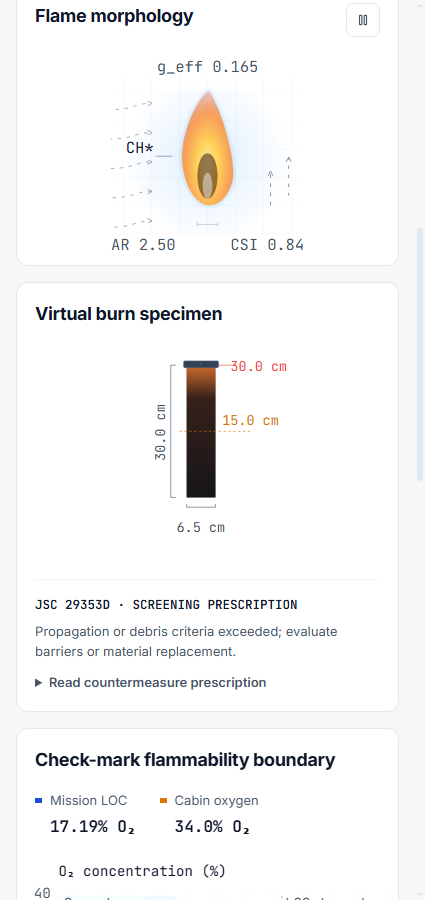 Flame morphology
g_eff 0.165
CH*
AR 2.50
CSI 0.84
Virtual burn specimen
30.0 cm
15.0 cm
30.0 cm
6.5 cm
JSC 29353D · SCREENING PRESCRIPTION
Propagation or debris criteria exceeded; evaluate
barriers or material replacement.
▶ Read countermeasure prescription
Check-mark flammability boundary
Mission LOC
17.19% O₂
Cabin oxygen
34.0% O₂
O₂ concentration (%)
40